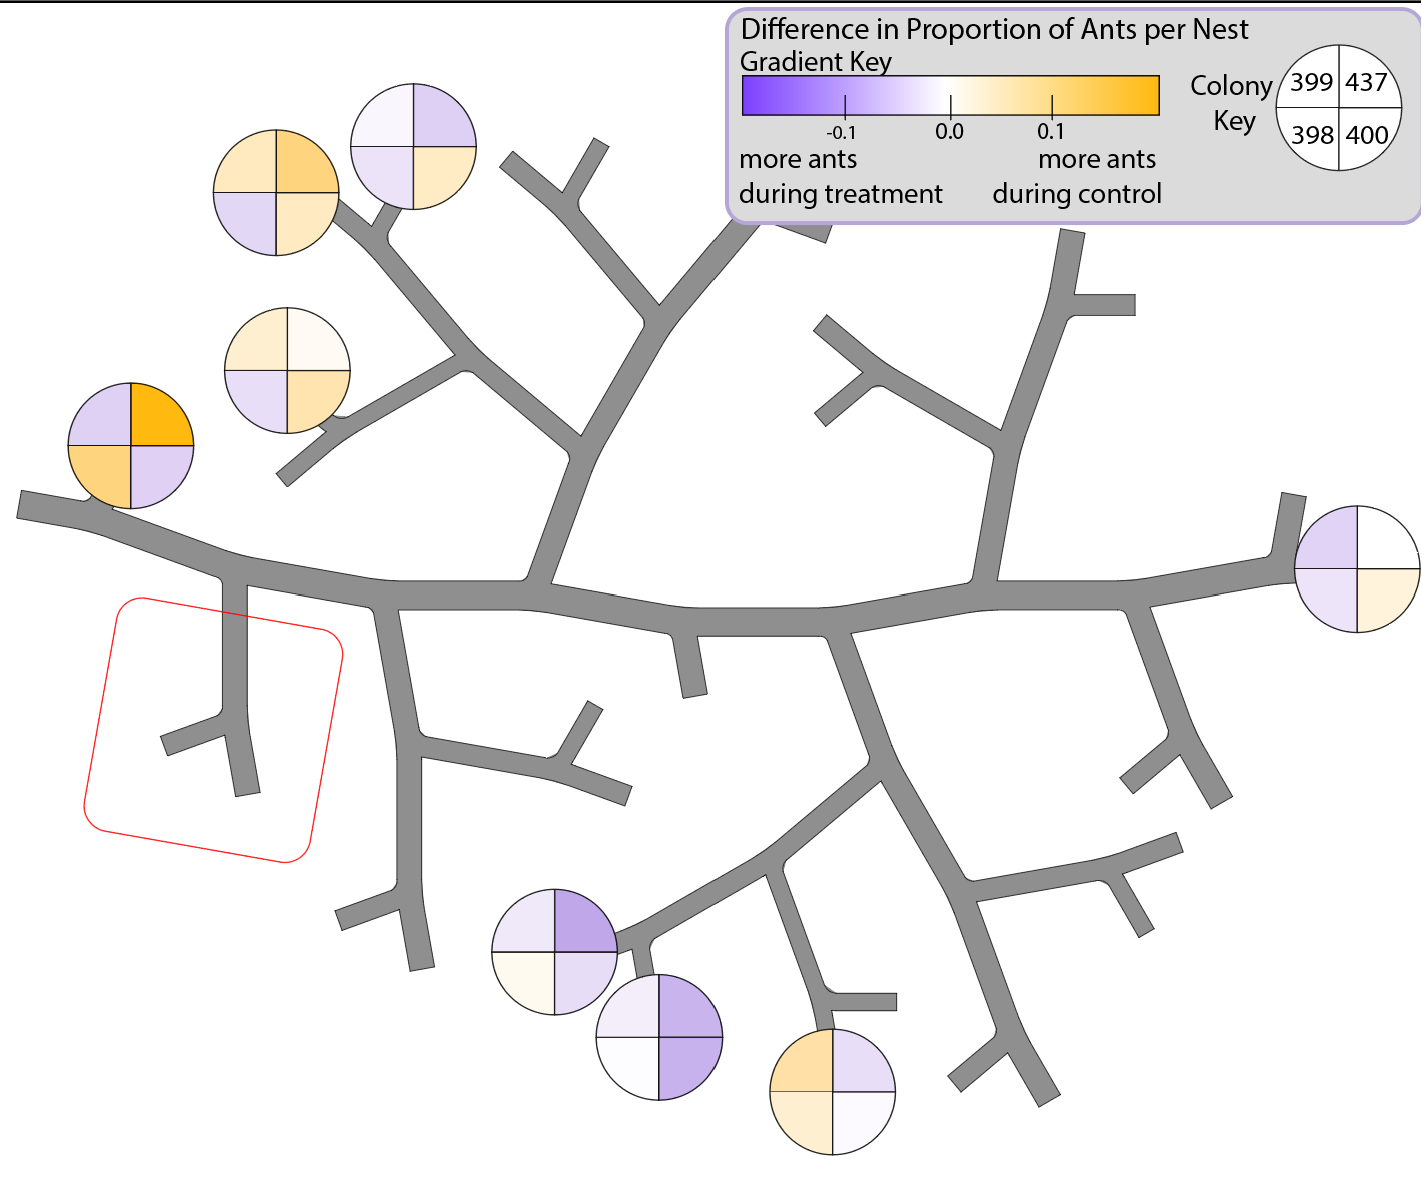 Difference in Proportion of Ants per Nest
Gradient Key
-0.1 0.0 0.1
more ants more ants
during treatment during control
Colony
Key
399 437
398 400